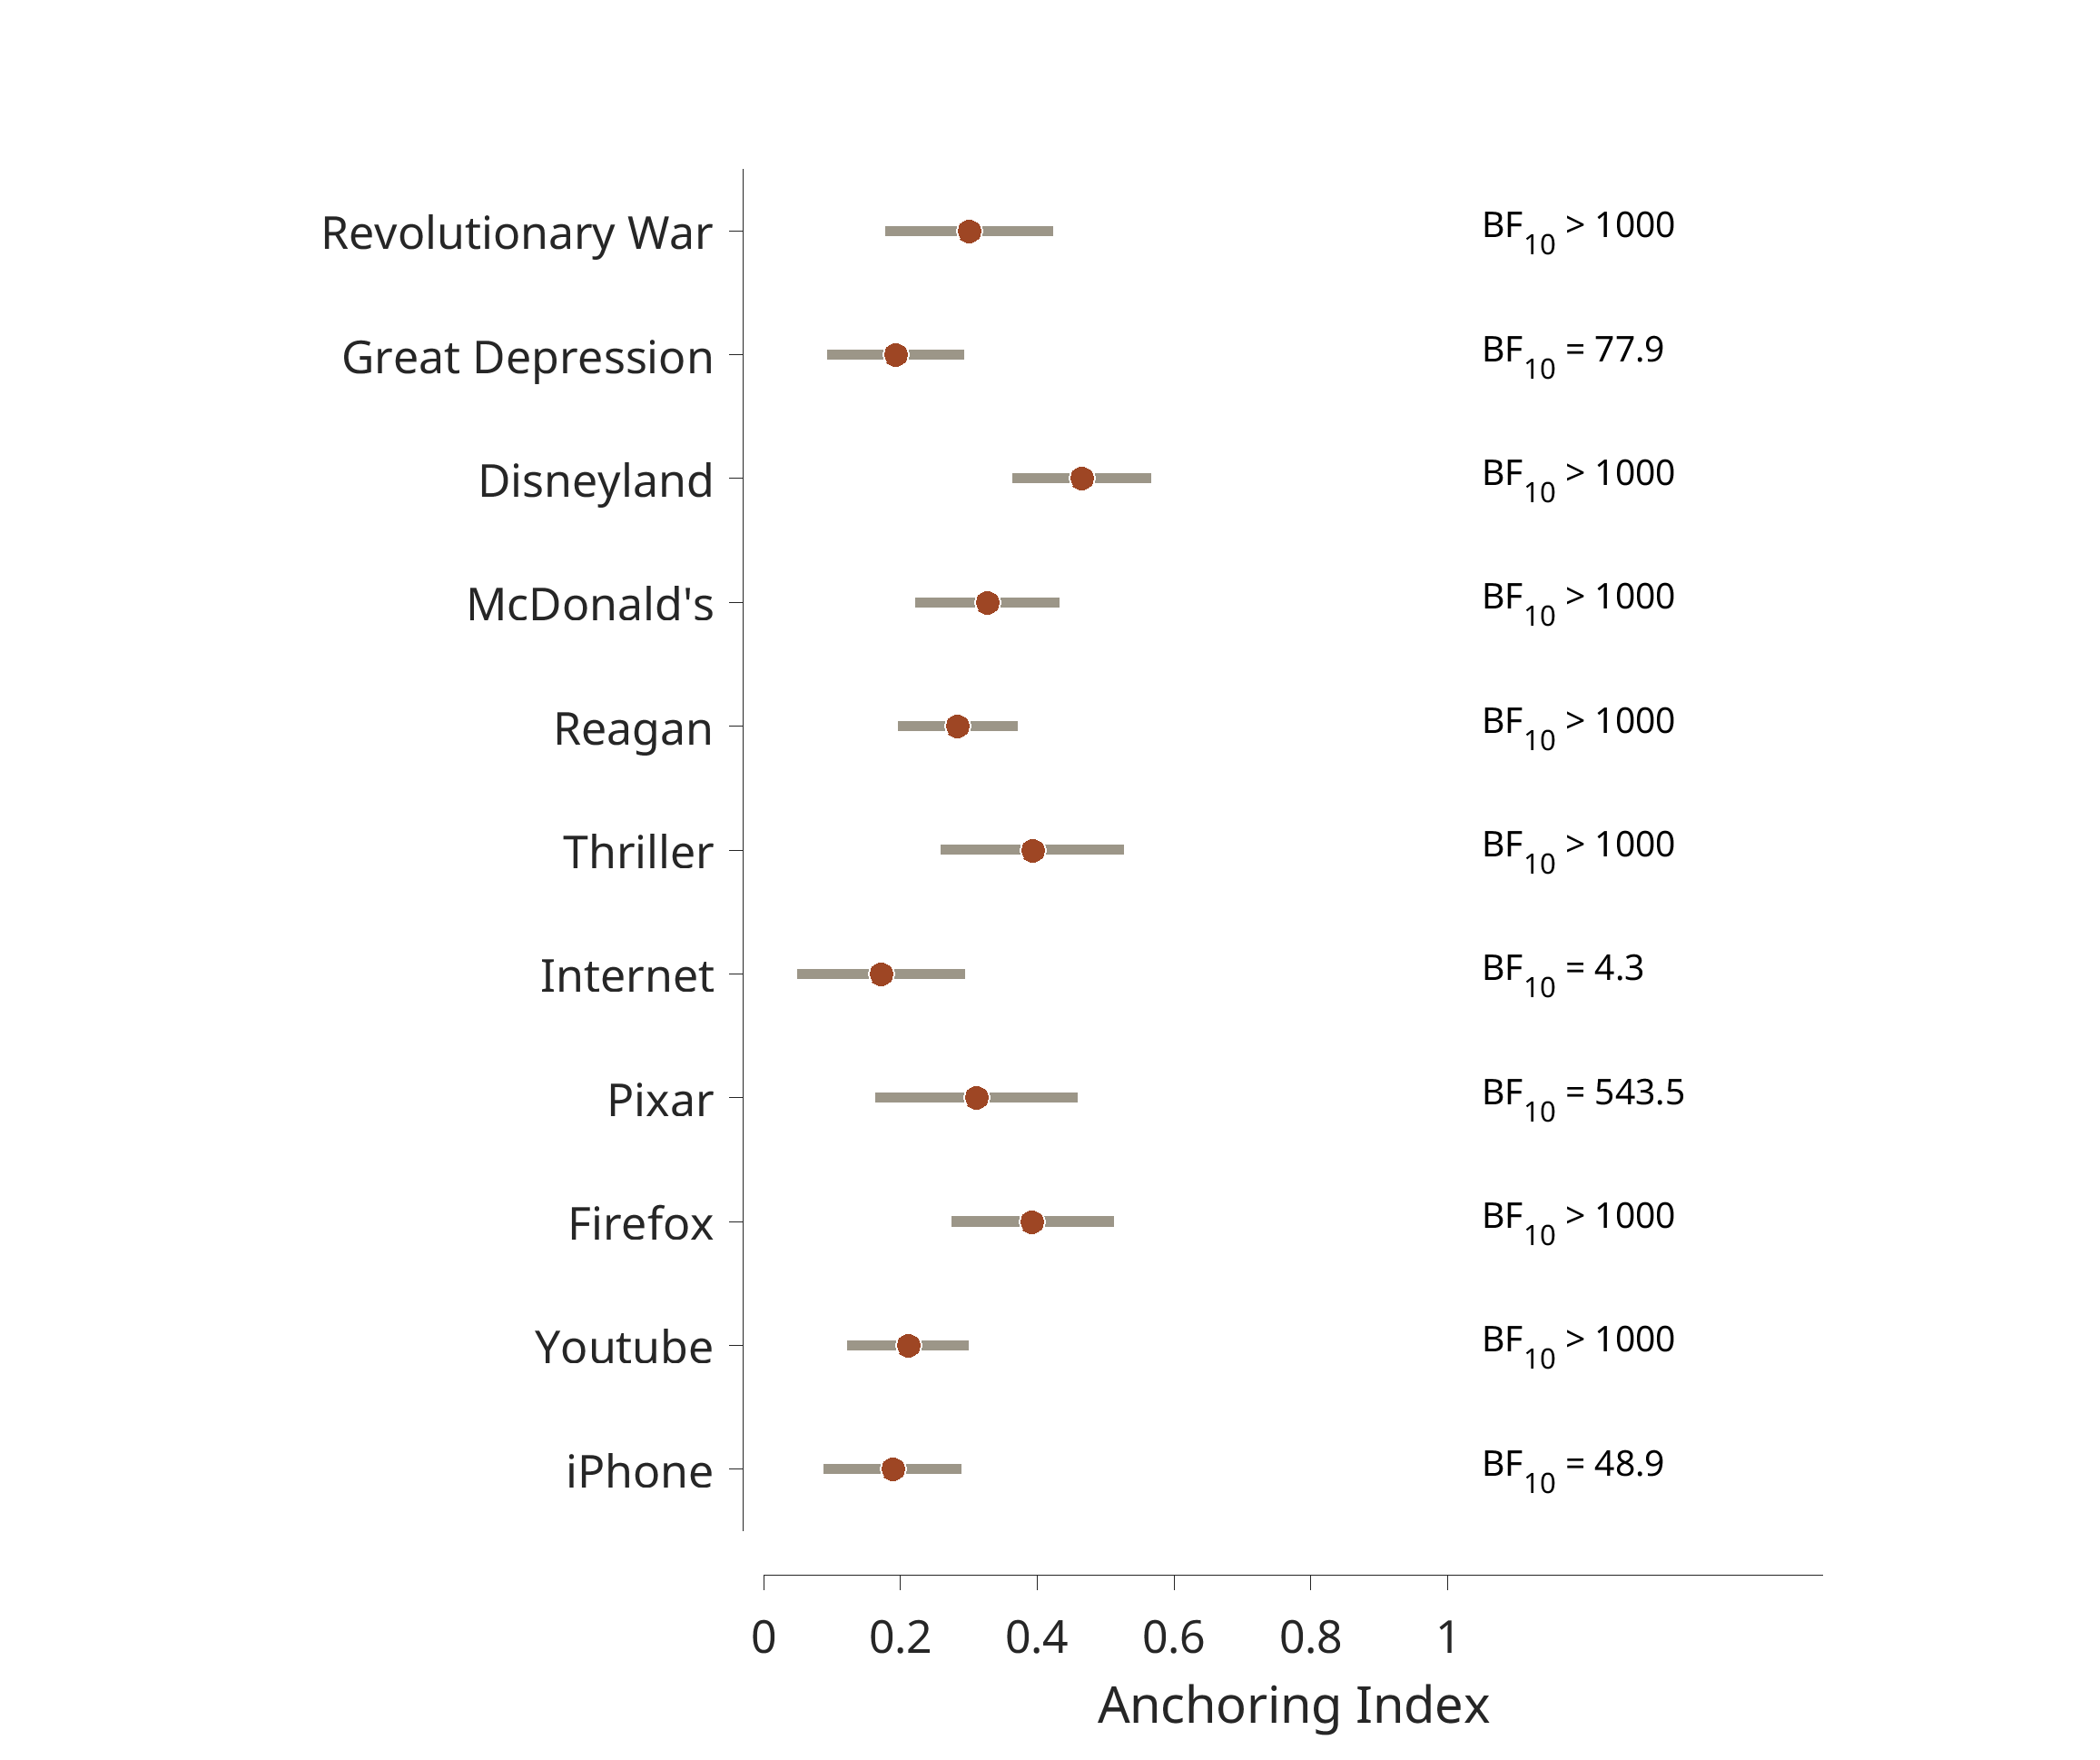 Revolutionary War BF10 > 1000
Great Depression BF10 = 77.9
Disneyland BF10 > 1000
McDonald's BF10 > 1000
Reagan BF10 > 1000
Thriller BF10 > 1000
Internet BF10 = 4.3
Pixar BF10 = 543.5
Firefox BF10 > 1000
Youtube BF10 > 1000
iPhone BF10 = 48.9
0 0.2 0.4 0.6 0.8 1
Anchoring Index